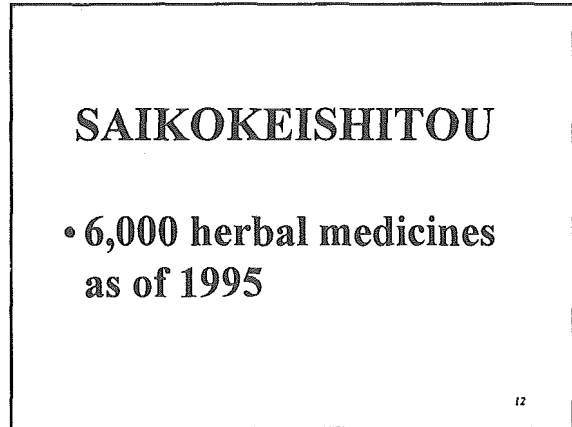 SAIKOKEISHITOU
• 6,000 herbal medicines
as of 1995
12